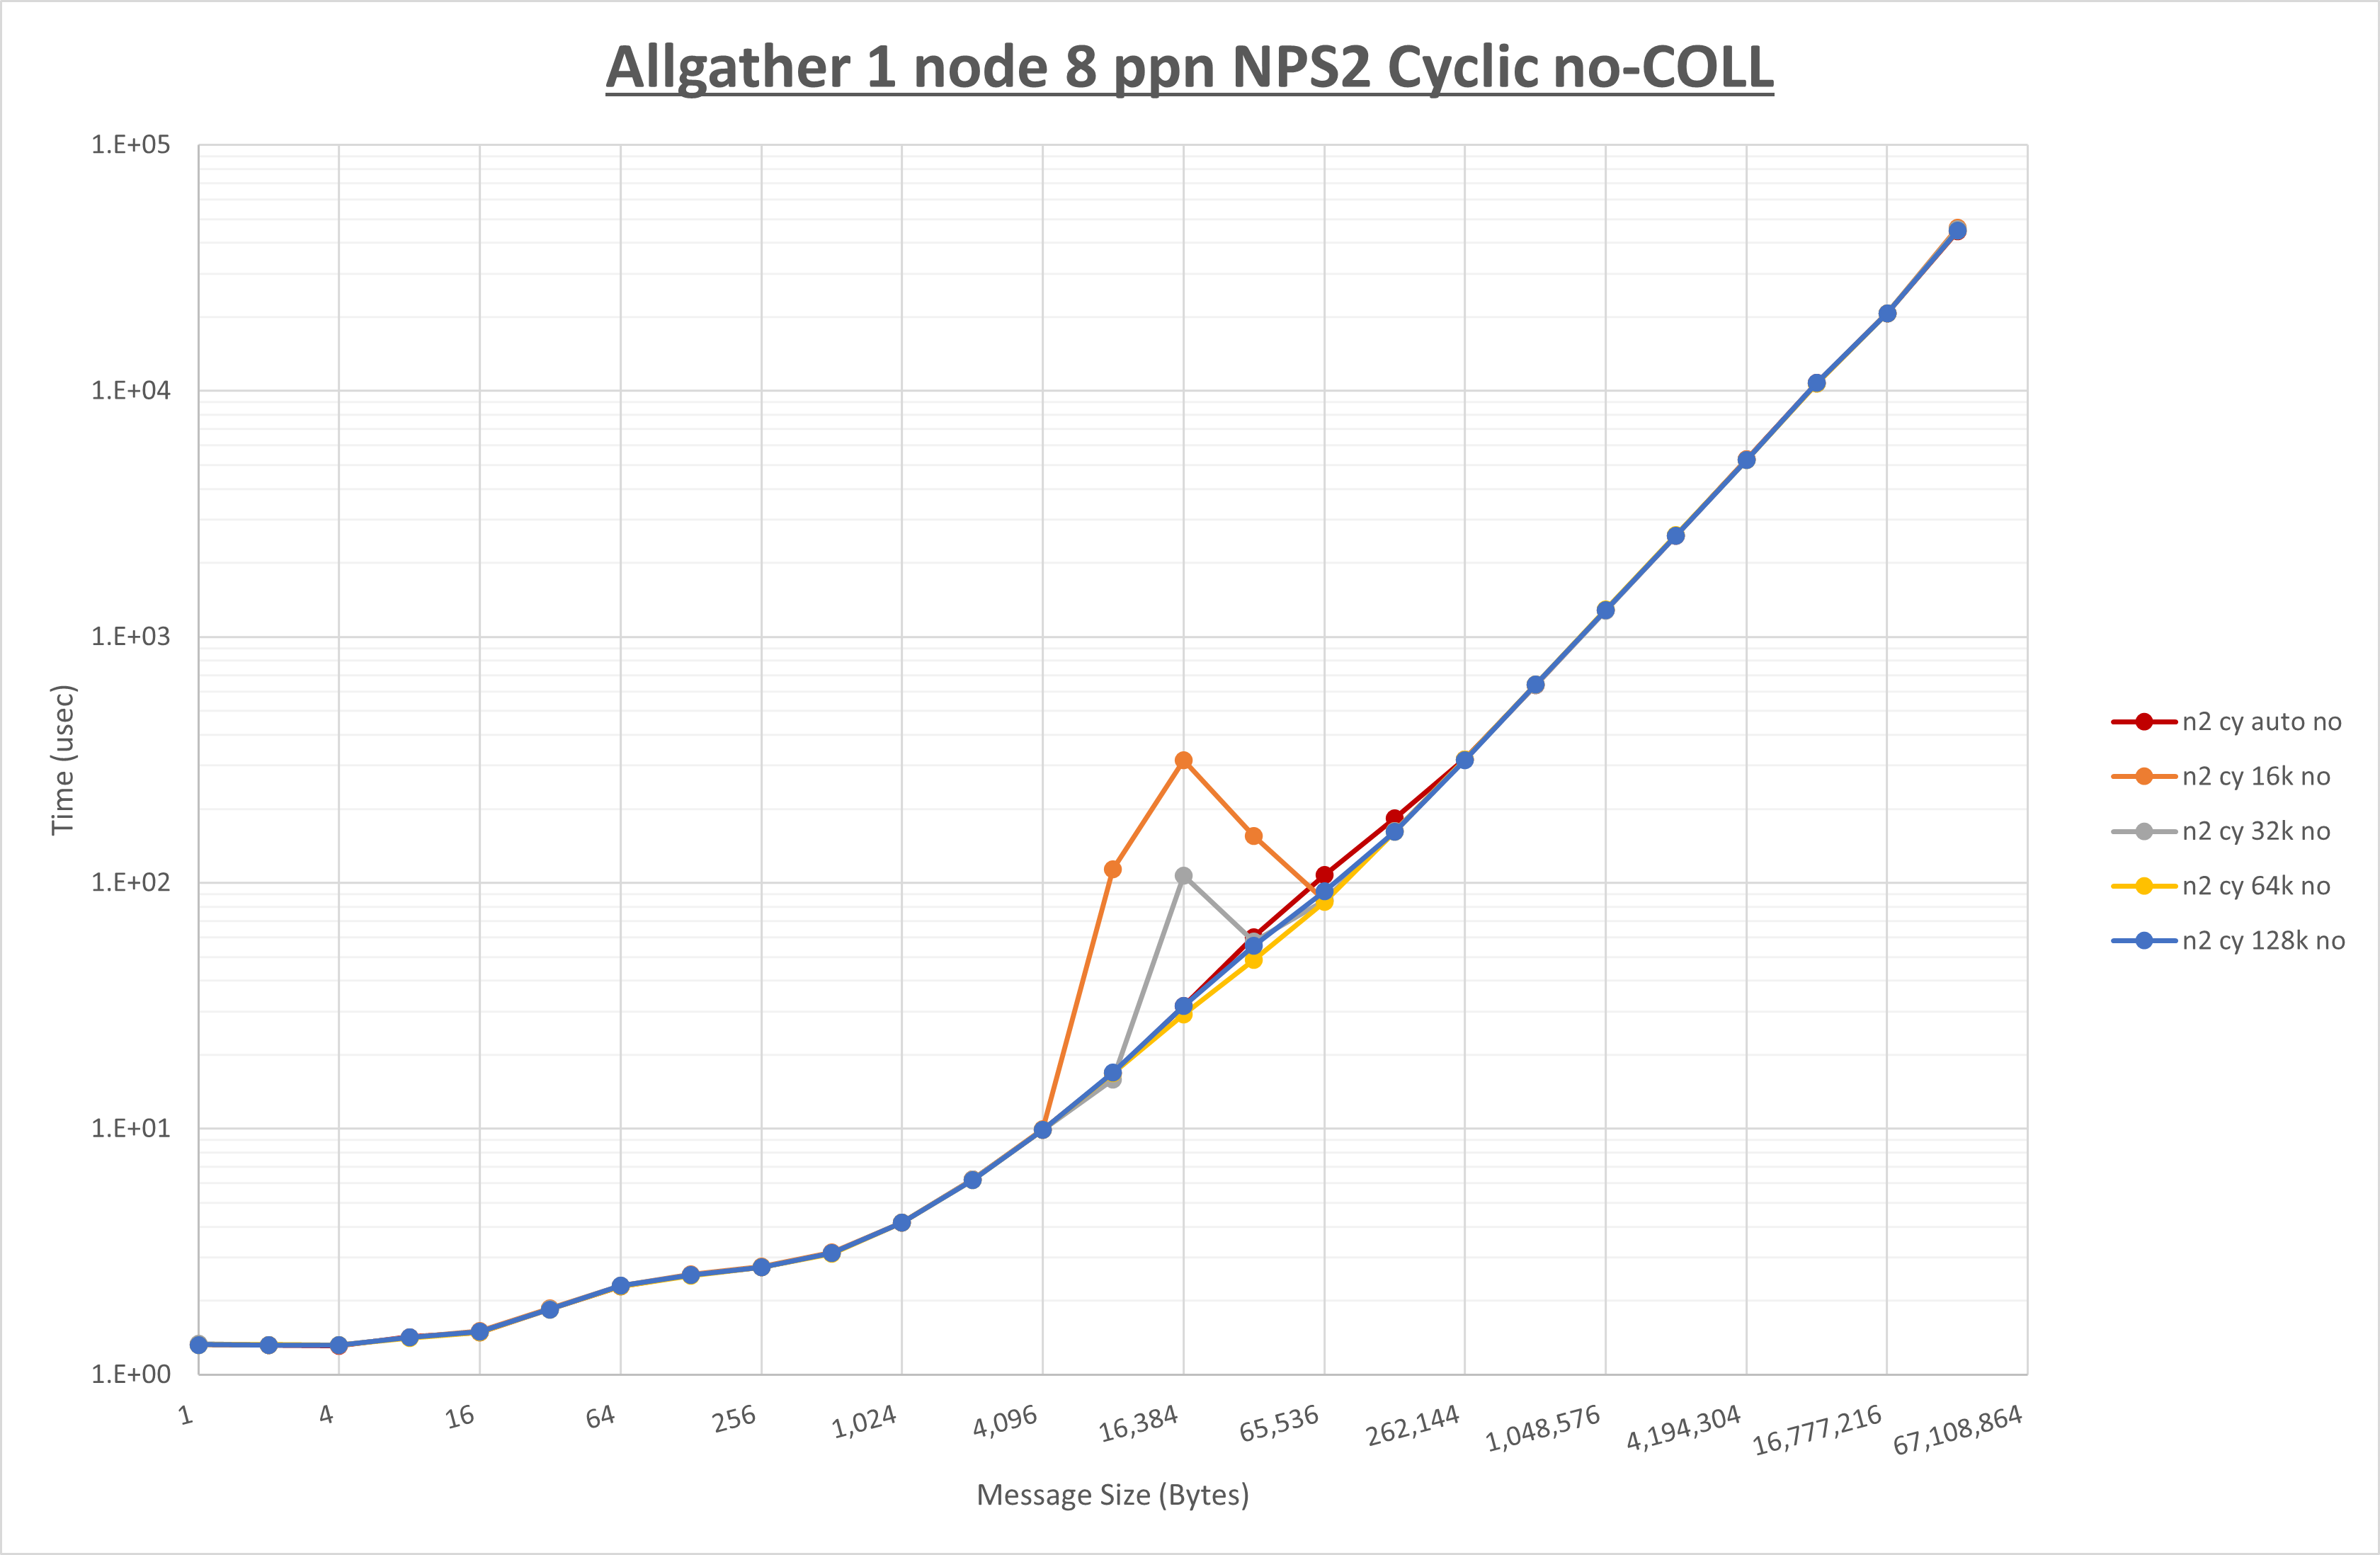 Allgather 1 node 8 ppn NPS2 Cyclic no-COLL
1.E+05
1.E+04
1.E+03
1.E+02
1.E+01
1.E+00
Time (usec)
1 4 16 64 256 1,024 4,096 16,384 65,536 262,144 1,048,576 4,194,304 16,777,216 67,108,864
Message Size (Bytes)
n2 cy auto no
n2 cy 16k no
n2 cy 32k no
n2 cy 64k no
n2 cy 128k no